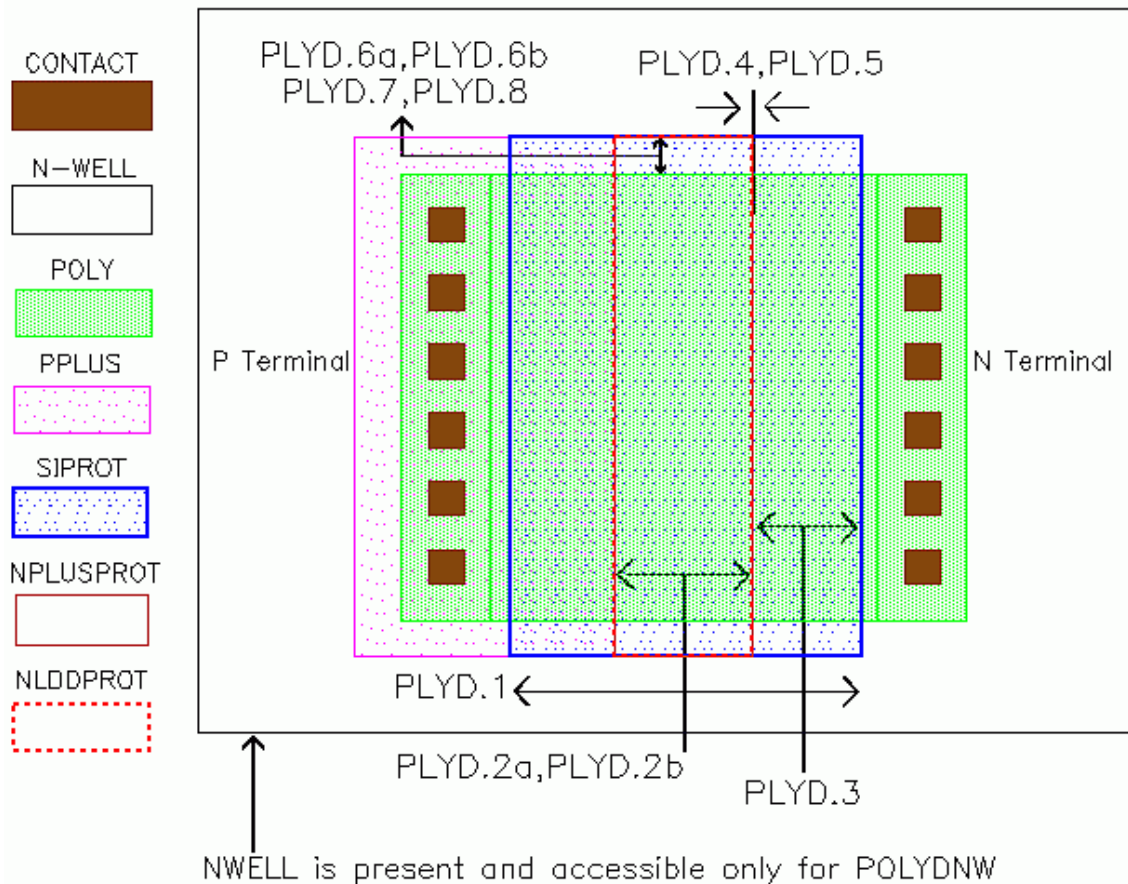 CONTACT
N-WELL
POLY
PPLUS
SIPROT
NPLUSPROT
NLDDPROT
PLYD.6a,PLYD.6b
PLYD.7,PLYD.8
PLYD.4,PLYD.5
P Terminal
N Terminal
PLYD.1
PLYD.2a,PLYD.2b
PLYD.3
NWELL is present and accessible only for POLYDNW